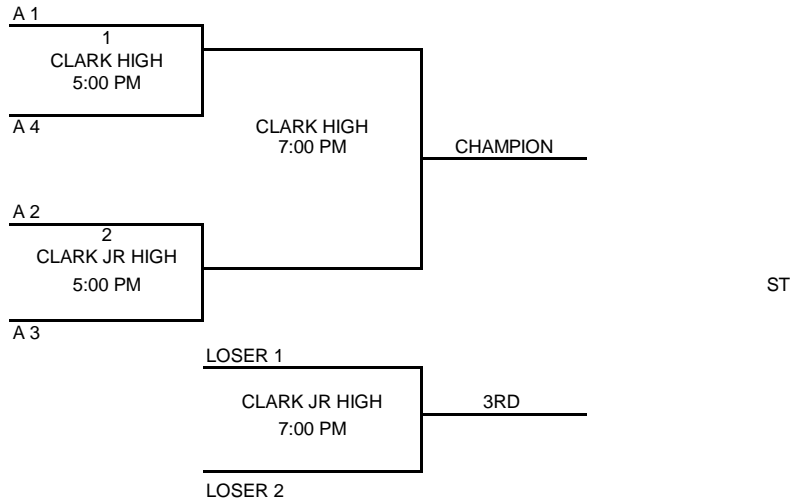 A 1
1
CLARK HIGH
5:00 PM
A 4
CLARK HIGH
7:00 PM
CHAMPION
A 2
2
CLARK JR HIGH
5:00 PM
ST
A 3
LOSER 1
CLARK JR HIGH
7:00 PM
3RD
LOSER 2